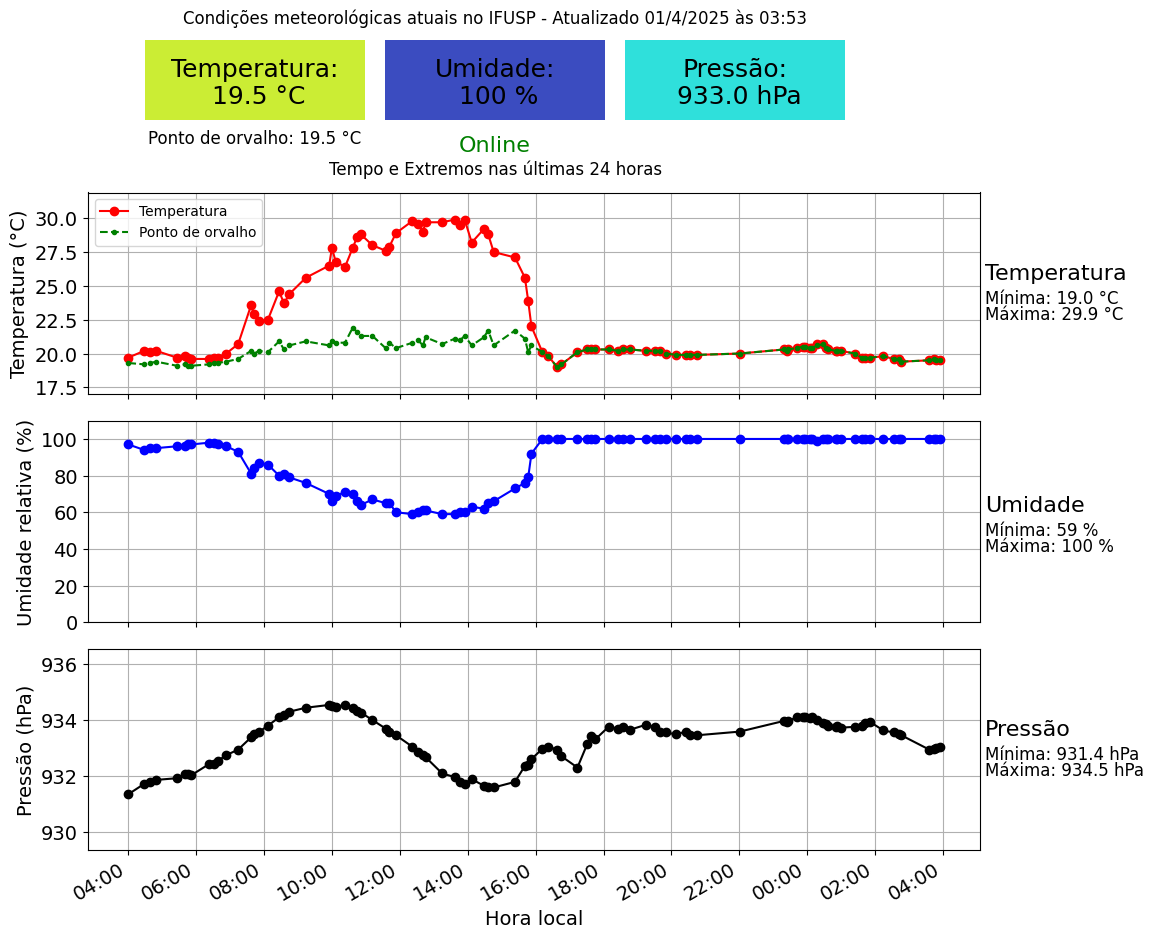 Condições meteorológicas atuais no IFUSP - Atualizado 01/4/2025 às 03:53
Temperatura:
19.5 °C
Umidade:
100 %
Pressão:
933.0 hPa
Ponto de orvalho: 19.5 °C
Online
Tempo e Extremos nas últimas 24 horas
Temperatura (°C)
30.0
27.5
25.0
22.5
20.0
17.5
Temperatura
Ponto de orvalho
Temperatura
Mínima: 19.0 °C
Máxima: 29.9 °C
Umidade relativa (%)
100
80
60
40
20
0
Umidade
Mínima: 59 %
Máxima: 100 %
Pressão (hPa)
936
934
932
930
Pressão
Mínima: 931.4 hPa
Máxima: 934.5 hPa
04:00
06:00
08:00
10:00
12:00
14:00
16:00
18:00
20:00
22:00
00:00
02:00
04:00
Hora local